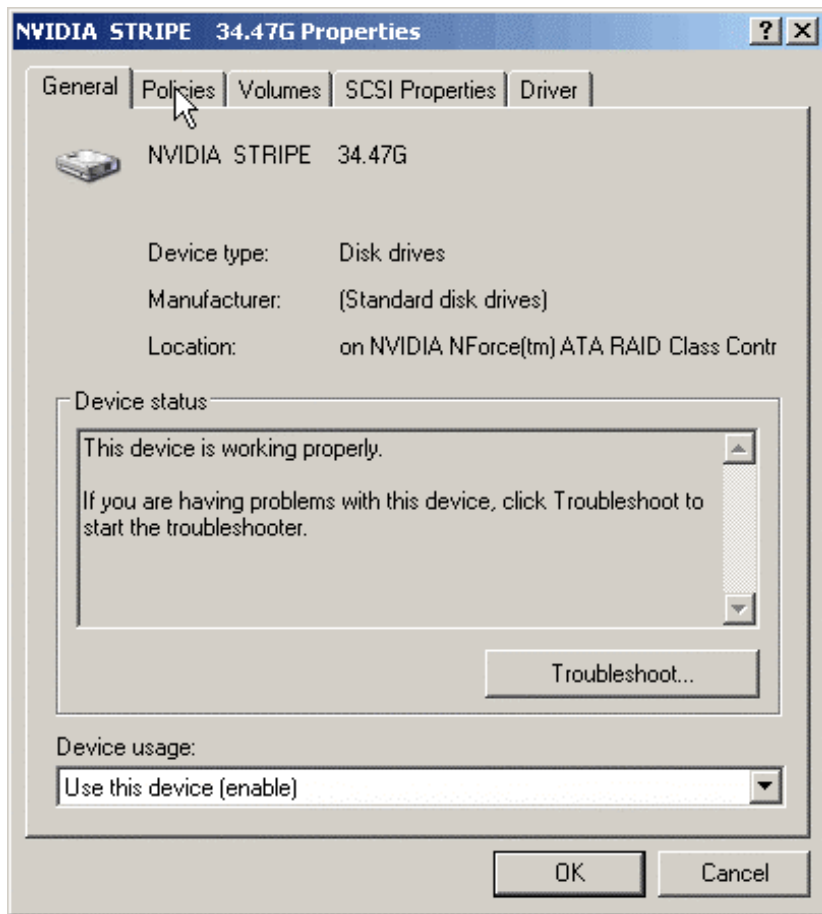 NVIDIA STRIPE 34.47G Properties
General Policies Volumes SCSI Properties Driver
NVIDIA STRIPE 34.47G
Device type: Disk drives
Manufacturer: (Standard disk drives)
Location: on NVIDIA NForce(tm) ATA RAID Class Contr
Device status
This device is working properly.
If you are having problems with this device, click Troubleshoot to
start the troubleshooter.
Troubleshoot...
Device usage:
Use this device (enable)
OK Cancel